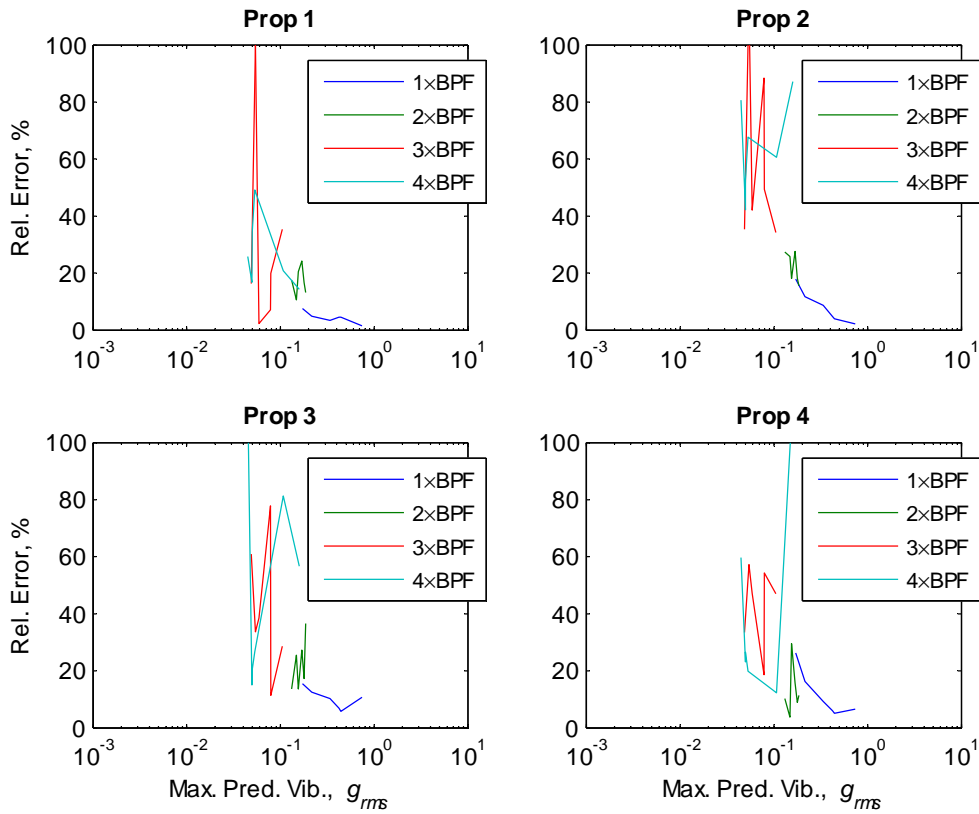 Prop 1
Rel. Error, %
100
80
60
40
20
0
10^-3
10^-2
10^-1
10^0
10^1
1×BPF
2×BPF
3×BPF
4×BPF
Prop 2
100
80
60
40
20
0
10^-3
10^-2
10^-1
10^0
10^1
1×BPF
2×BPF
3×BPF
4×BPF
Prop 3
Rel. Error, %
100
80
60
40
20
0
10^-3
10^-2
10^-1
10^0
10^1
Max. Pred. Vib., g_rms
1×BPF
2×BPF
3×BPF
4×BPF
Prop 4
100
80
60
40
20
0
10^-3
10^-2
10^-1
10^0
10^1
Max. Pred. Vib., g_rms
1×BPF
2×BPF
3×BPF
4×BPF